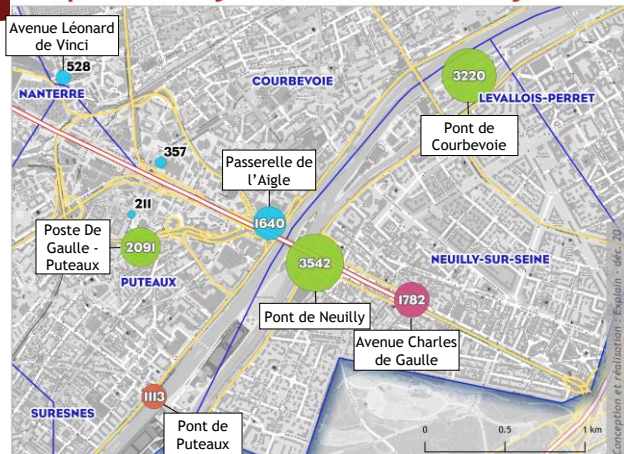 Avenue Léonard
de Vinci
528
NANTERRE
COURBEVOIE
3220
LEVALLOIS-PERRET
Pont de
Courbevoie
357
Passerelle de
l'Aigle
211
1640
Poste De
Gaulle -
Puteaux
2091
PUTEAUX
3542
NEUILLY-SUR-SEINE
1782
Pont de Neuilly
Avenue Charles
de Gaulle
1113
SURESNES
Pont de
Puteaux
0 0.5 1 km
Conception et réalisation : Explain - déc. 20